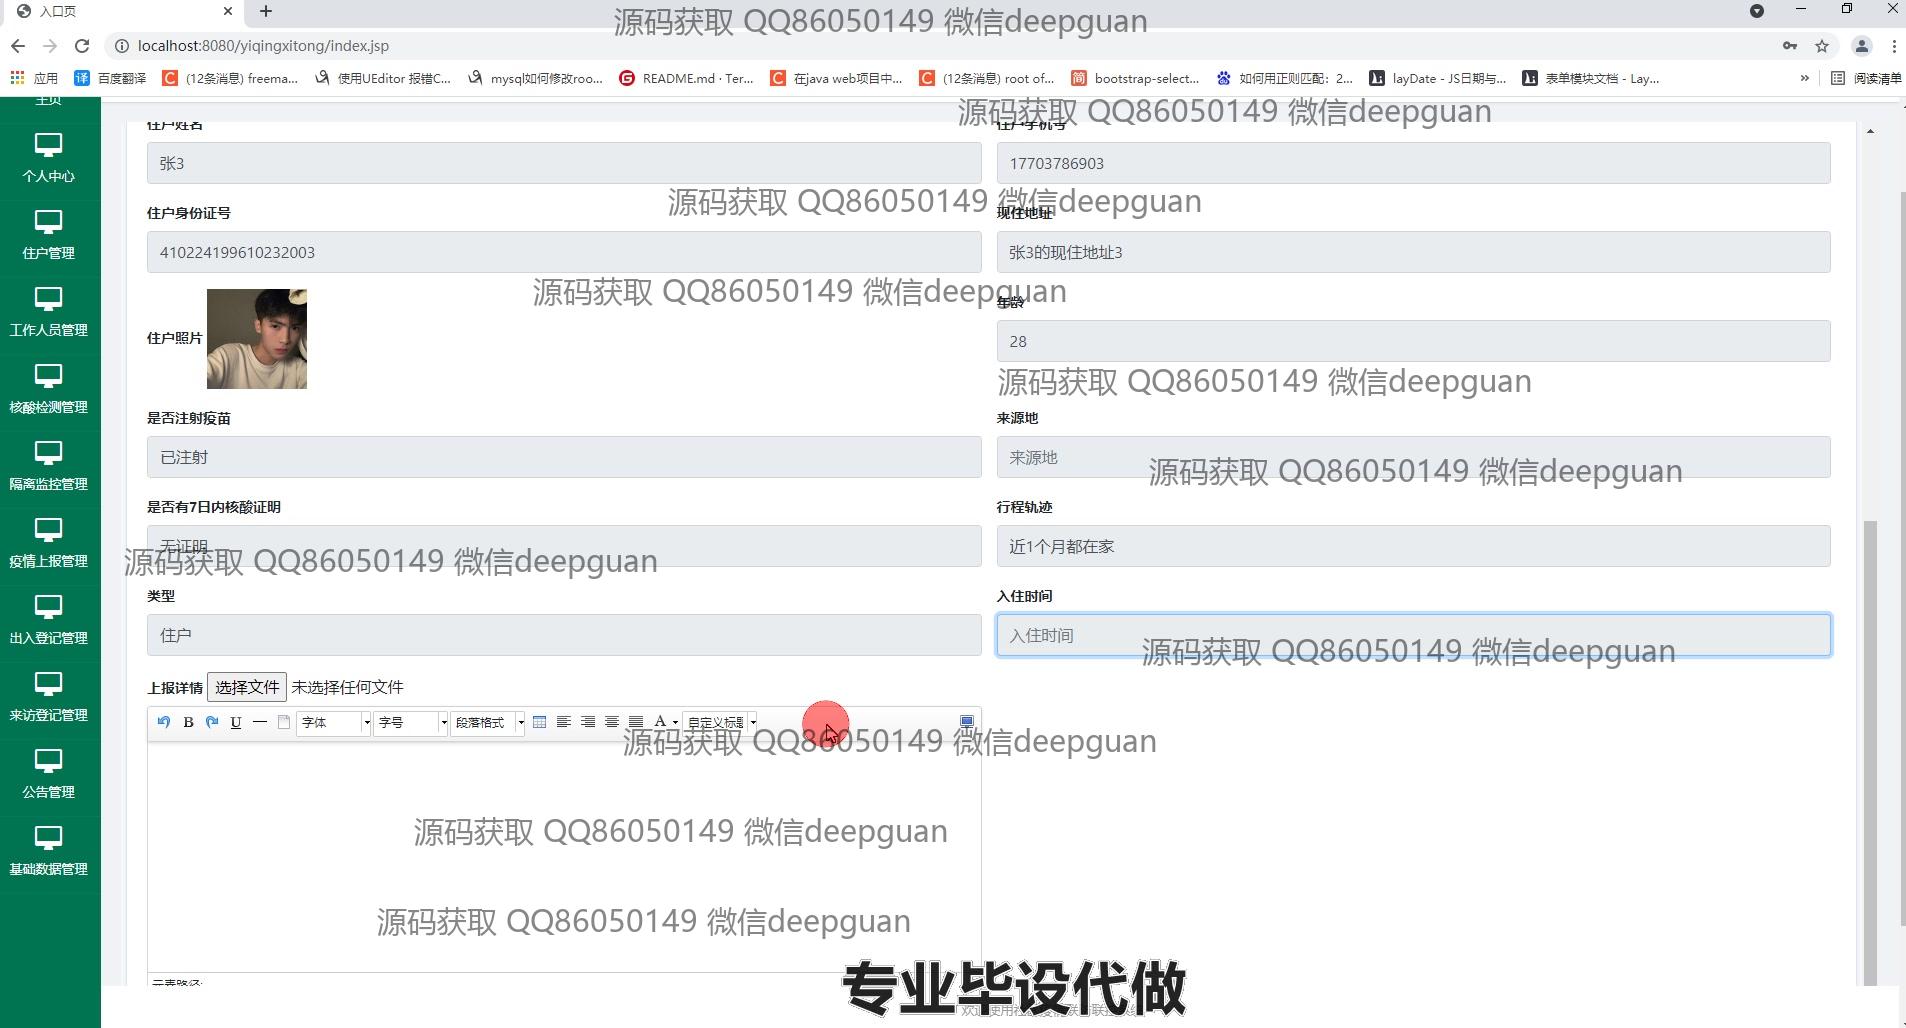 入口页
源码获取 QQ86050149 微信deepguan
localhost:8080/yiqingxitong/index.jsp
应用
译 百度翻译
(12条消息) freema...
使用UEditor 报错C...
mysql如何修改roo...
README.md · Ter...
在java web项目中...
(12条消息) root of...
简 bootstrap-select...
如何用正则匹配：2...
layDate - JS日期与...
表单模块文档 - Lay...
»
阅读清单
主页
源码获取 QQ86050149 微信deepguan
住户姓名
住户手机号
个人中心
张3
17703786903
源码获取 QQ86050149 微信deepguan
住户身份证号
现住地址
住户管理
410224199610232003
张3的现住地址3
源码获取 QQ86050149 微信deepguan
年龄
工作人员管理
住户照片
28
源码获取 QQ86050149 微信deepguan
核酸检测管理
是否注射疫苗
来源地
已注射
来源地
源码获取 QQ86050149 微信deepguan
隔离监控管理
是否有7日内核酸证明
行程轨迹
无证明
近1个月都在家
源码获取 QQ86050149 微信deepguan
疫情上报管理
类型
入住时间
住户
入住时间
出入登记管理
源码获取 QQ86050149 微信deepguan
上报详情 选择文件 未选择任何文件
来访登记管理
B U 字体 字号 段落格式 A 自定义标题
源码获取 QQ86050149 微信deepguan
公告管理
源码获取 QQ86050149 微信deepguan
基础数据管理
源码获取 QQ86050149 微信deepguan
元素路径:
专业毕设代做